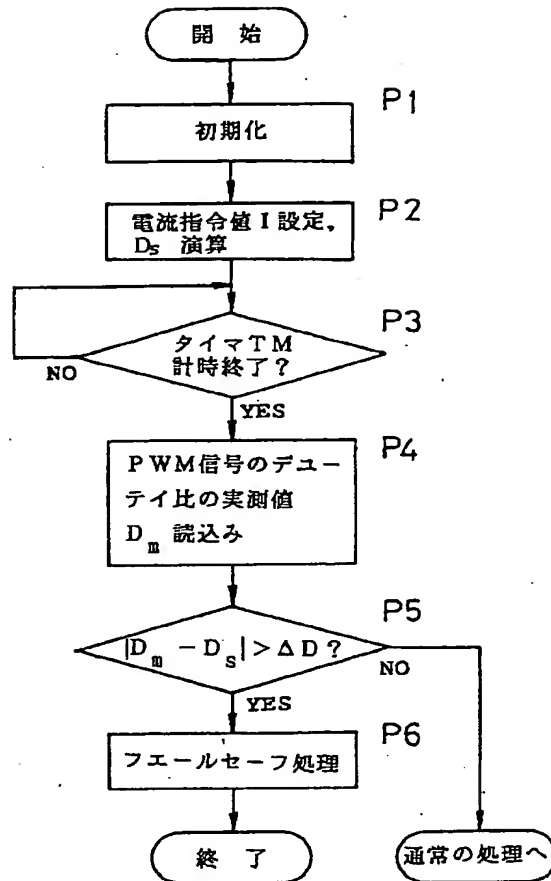 開始
P1
初期化
P2
電流指令値I設定,
Ds 演算
P3
タイマTM
計時終了?
NO
YES
P4
PWM信号のデュー
テイ比の実測値
Dm 読込み
P5
|Dm - Ds| > ΔD?
NO
YES
P6
フエールセーフ処理
終了
通常の処理へ